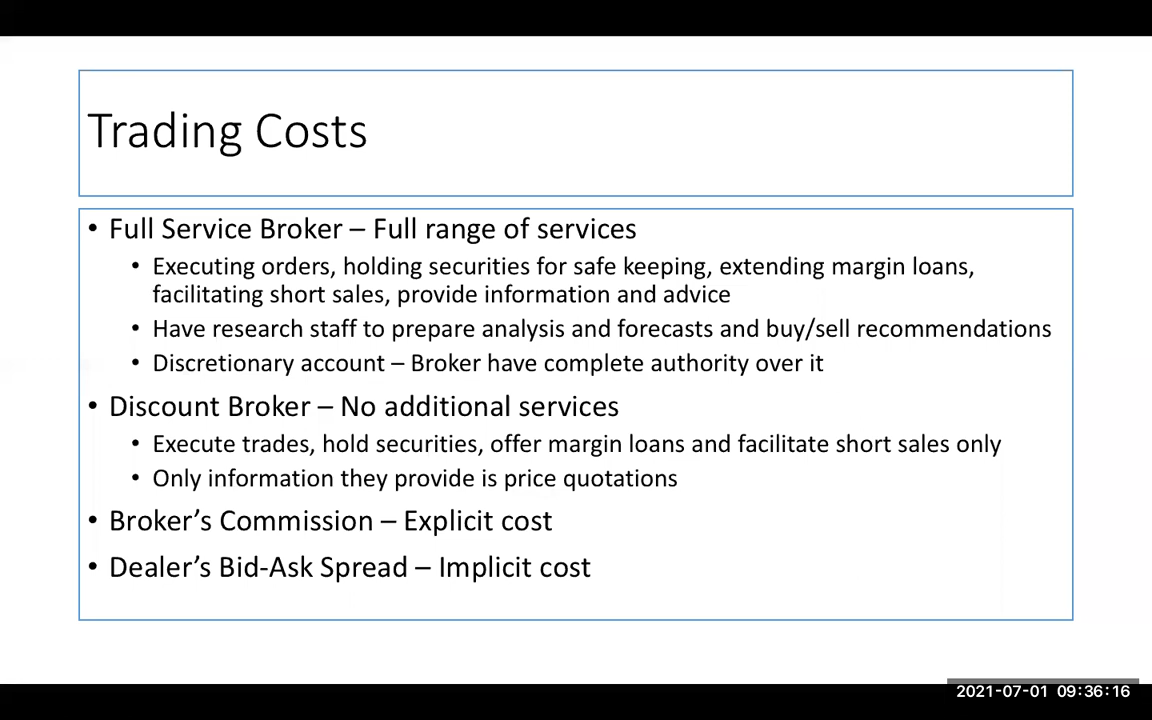 Trading Costs
• Full Service Broker – Full range of services
• Executing orders, holding securities for safe keeping, extending margin loans,
facilitating short sales, provide information and advice
• Have research staff to prepare analysis and forecasts and buy/sell recommendations
• Discretionary account – Broker have complete authority over it
• Discount Broker – No additional services
• Execute trades, hold securities, offer margin loans and facilitate short sales only
• Only information they provide is price quotations
• Broker’s Commission – Explicit cost
• Dealer’s Bid-Ask Spread – Implicit cost
2021-07-01 09:36:16